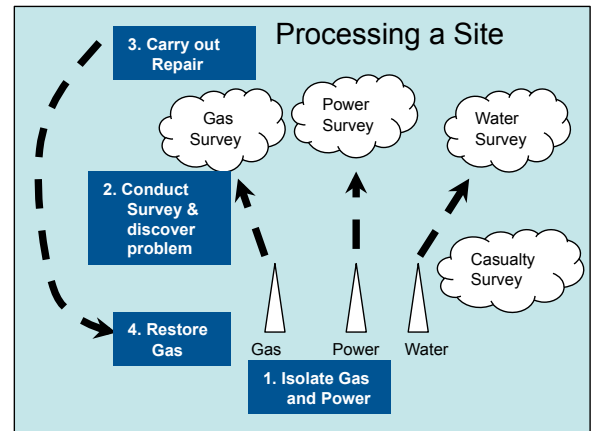 Processing a Site
3. Carry out
Repair
Gas
Survey
Power
Survey
Water
Survey
2. Conduct
Survey &
discover
problem
Casualty
Survey
4. Restore
Gas
Gas
Power
Water
1. Isolate Gas
and Power